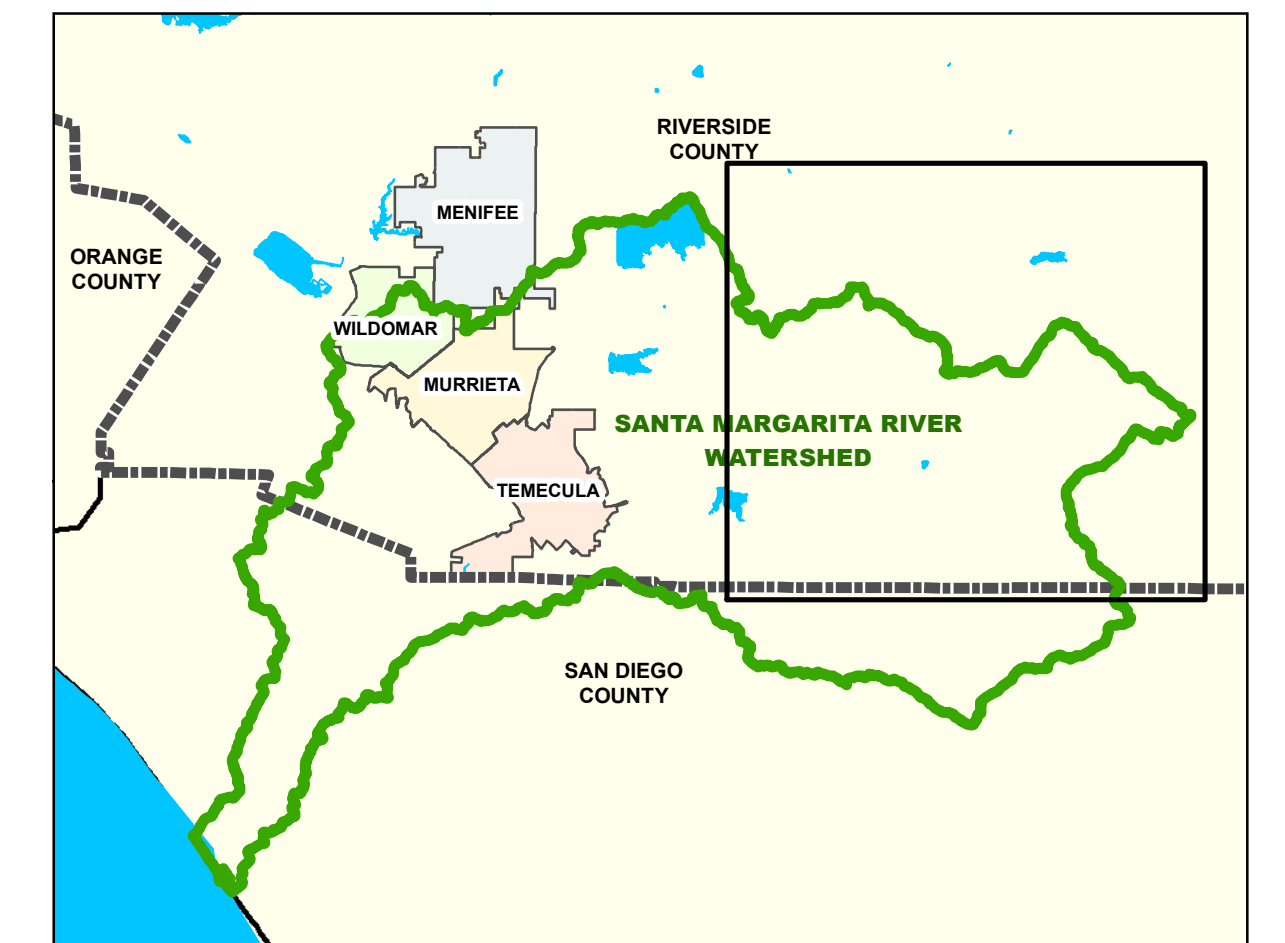 RIVERSIDE
COUNTY
MENIFEE
ORANGE
COUNTY
WILDOMAR
MURRIETA
SANTA MARGARITA RIVER
WATERSHED
TEMECULA
SAN DIEGO
COUNTY